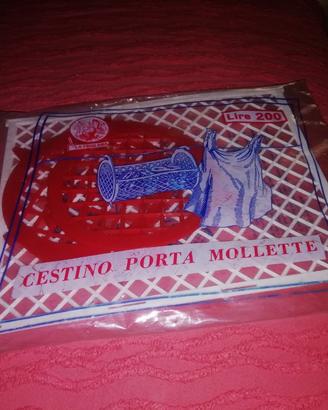 Lire 200
CESTINO PORTA MOLLETTE